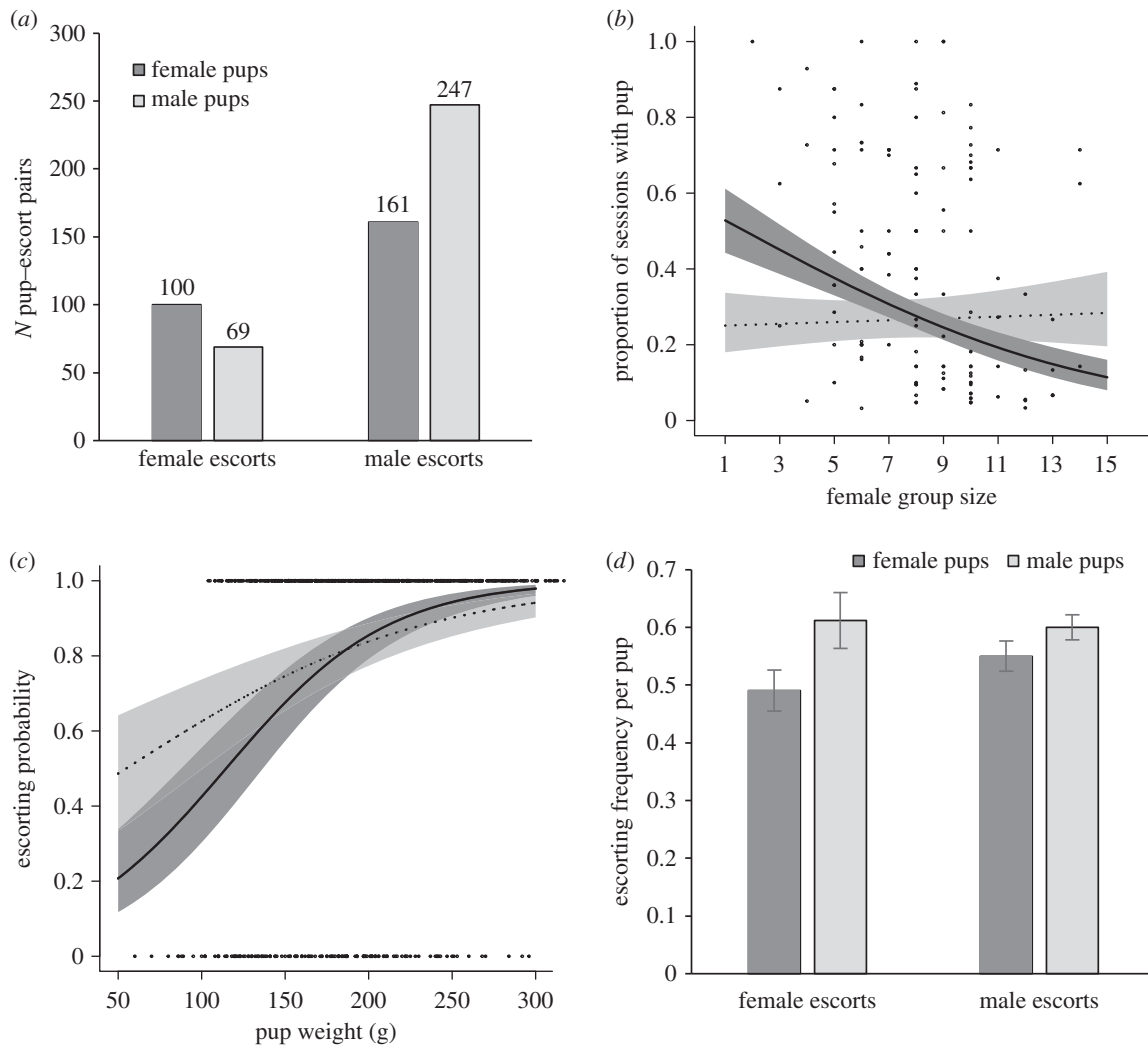 (a)
300
250
200
150
100
50
0
N pup–escort pairs
female pups
male pups
100
69
161
247
female escorts
male escorts
(b)
1.0
0.8
0.6
0.4
0.2
0
proportion of sessions with pup
1 3 5 7 9 11 13 15
female group size
(c)
1.0
0.8
0.6
0.4
0.2
0
escorting probability
50 100 150 200 250 300
pup weight (g)
(d)
female pups male pups
0.7
0.6
0.5
0.4
0.3
0.2
0.1
0
escorting frequency per pup
female escorts male escorts